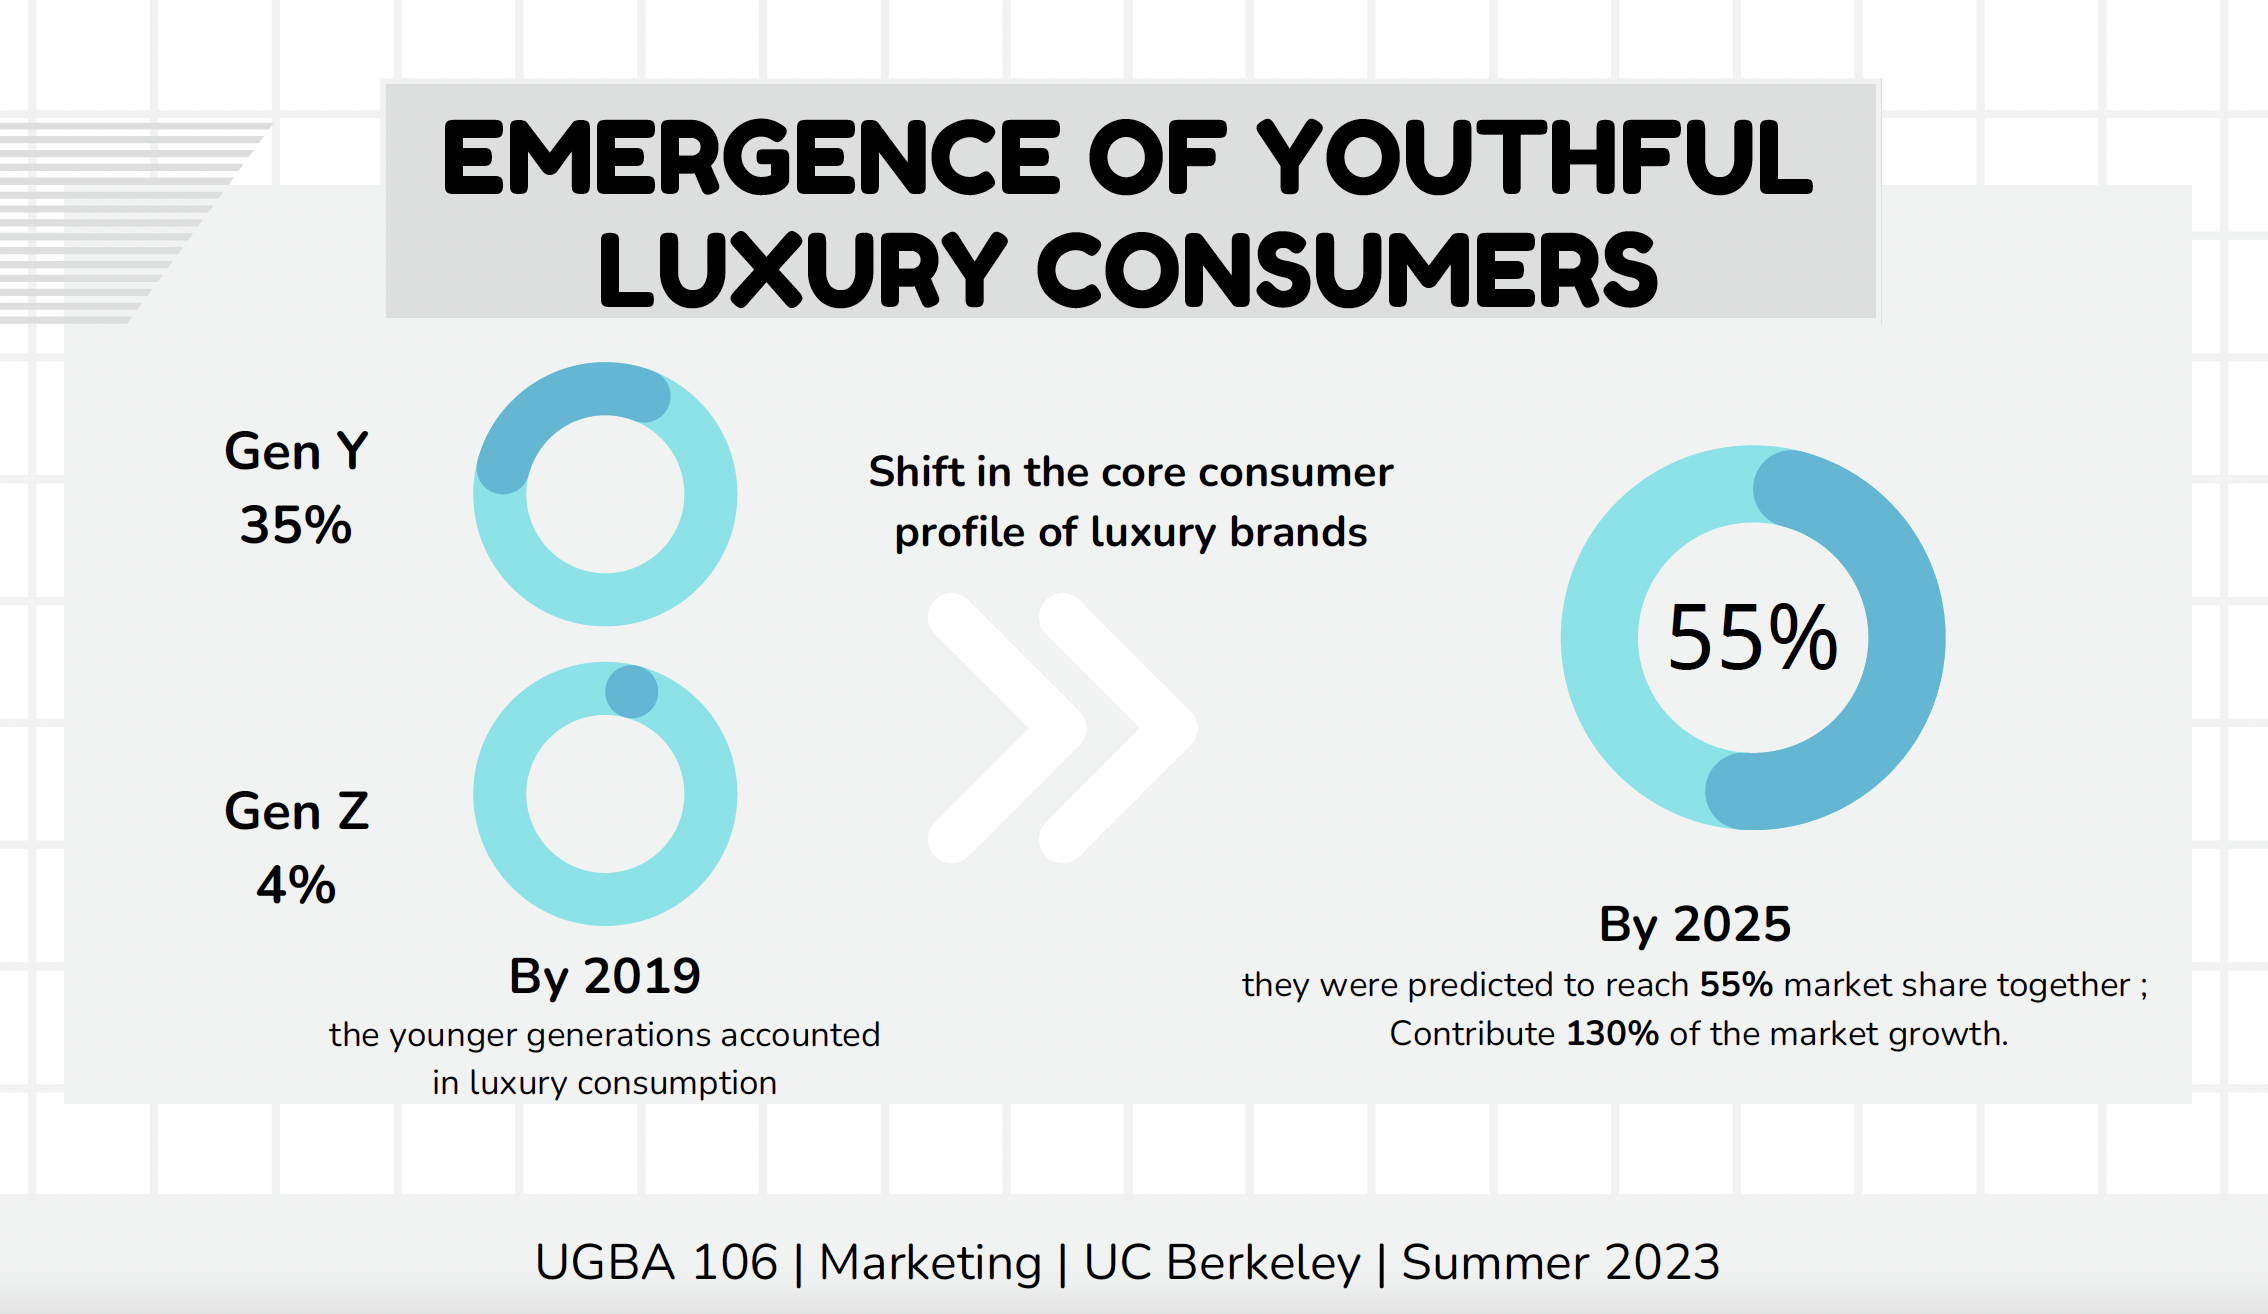 EMERGENCE OF YOUTHFUL
LUXURY CONSUMERS
Gen Y
35%
Gen Z
4%
By 2019
the younger generations accounted
in luxury consumption
Shift in the core consumer
profile of luxury brands
55%
By 2025
they were predicted to reach 55% market share together ;
Contribute 130% of the market growth.
UGBA 106 | Marketing | UC Berkeley | Summer 2023